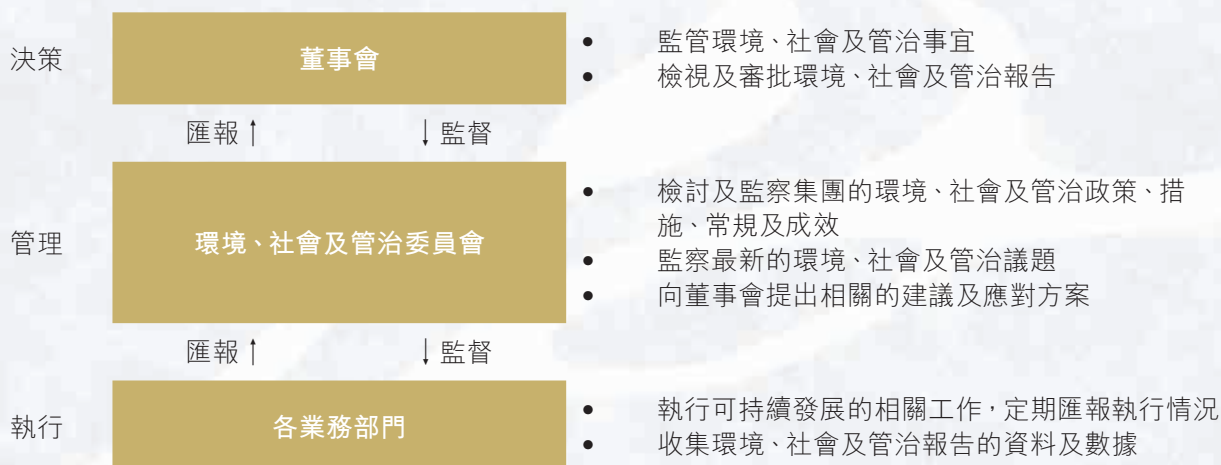 決策
董事會
• 監管環境、社會及管治事宜
• 檢視及審批環境、社會及管治報告
匯報↑ ↓監督
管理
環境、社會及管治委員會
• 檢討及監察集團的環境、社會及管治政策、措
施、常規及成效
• 監察最新的環境、社會及管治議題
• 向董事會提出相關的建議及應對方案
匯報↑ ↓監督
執行
各業務部門
• 執行可持續發展的相關工作，定期匯報執行情況
• 收集環境、社會及管治報告的資料及數據